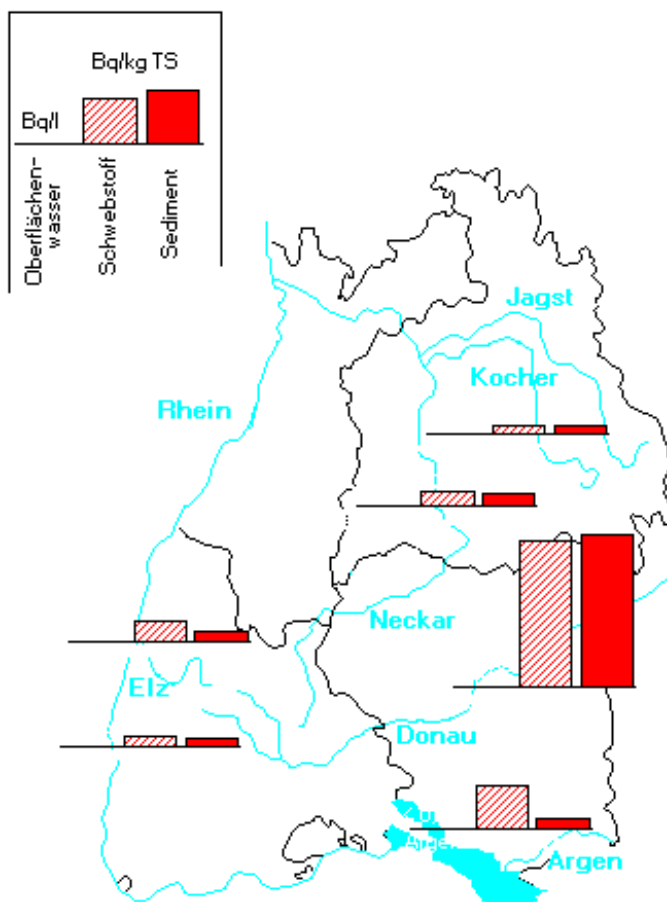 Bq/kg TS
Bq/l
Oberflächen-
wasser
Schwebstoff
Sediment
Jagst
Kocher
Rhein
Neckar
Elz
Donau
Argen